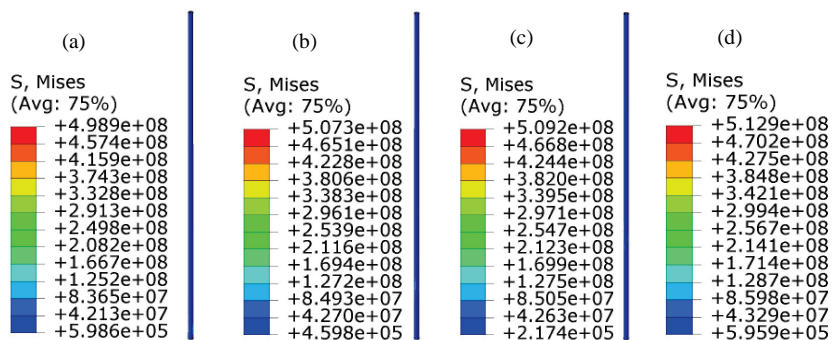 (a)
S, Mises
(Avg: 75%)
+4.989e+08
+4.574e+08
+4.159e+08
+3.743e+08
+3.328e+08
+2.913e+08
+2.498e+08
+2.082e+08
+1.667e+08
+1.252e+08
+8.365e+07
+4.213e+07
+5.986e+05
(b)
S, Mises
(Avg: 75%)
+5.073e+08
+4.651e+08
+4.228e+08
+3.806e+08
+3.383e+08
+2.961e+08
+2.539e+08
+2.116e+08
+1.694e+08
+1.272e+08
+8.493e+07
+4.270e+07
+4.598e+05
(c)
S, Mises
(Avg: 75%)
+5.092e+08
+4.668e+08
+4.244e+08
+3.820e+08
+3.395e+08
+2.971e+08
+2.547e+08
+2.123e+08
+1.699e+08
+1.275e+08
+8.505e+07
+4.263e+07
+2.174e+05
(d)
S, Mises
(Avg: 75%)
+5.129e+08
+4.702e+08
+4.275e+08
+3.848e+08
+3.421e+08
+2.994e+08
+2.567e+08
+2.141e+08
+1.714e+08
+1.287e+08
+8.598e+07
+4.329e+07
+5.959e+05